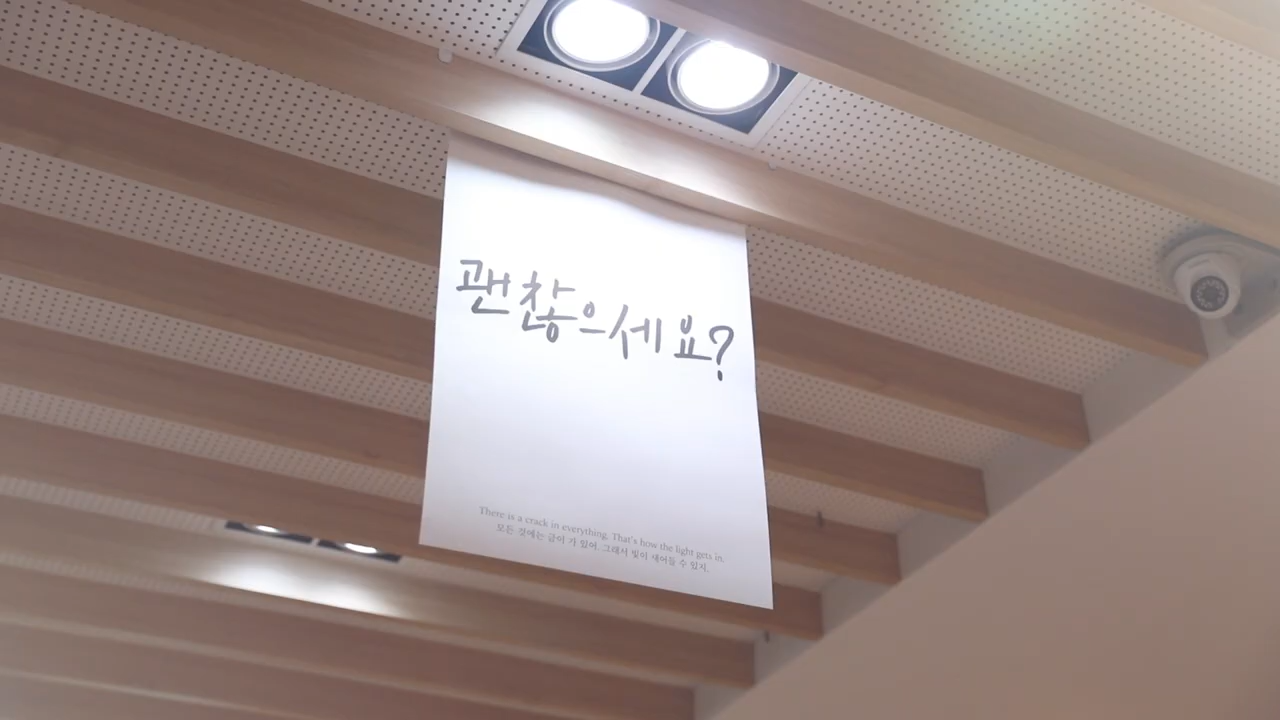 괜찮으세요?
There is a crack in everything. That's how the light gets in.
모든 것에는 금이 가 있어. 그래서 빛이 새어들 수 있지.